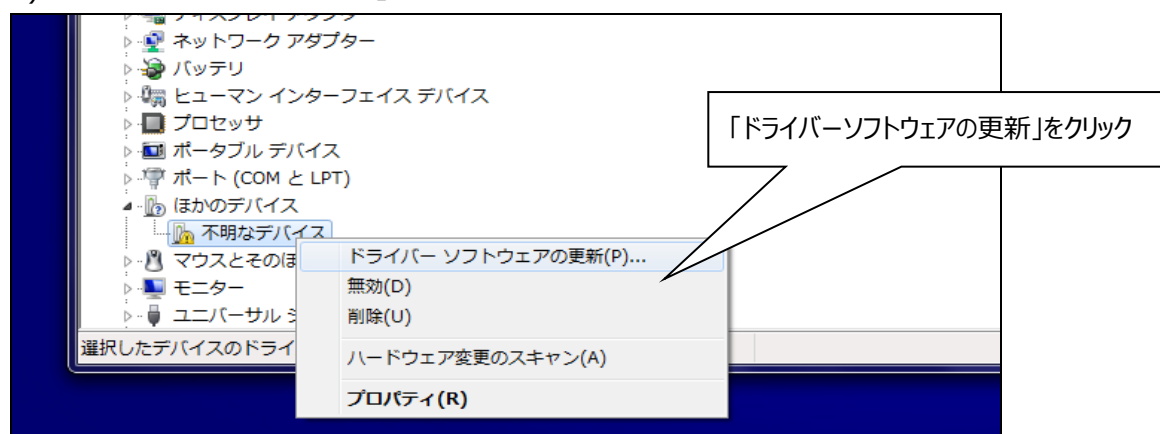 ネットワーク アダプター
バッテリ
ヒューマン インターフェイス デバイス
プロセッサ
ポータブル デバイス
ポート (COM と LPT)
ほかのデバイス
不明なデバイス
マウスとそのほ
モニター
ユニバーサル シ
選択したデバイスのドライ
ドライバー ソフトウェアの更新(P)...
無効(D)
削除(U)
ハードウェア変更のスキャン(A)
プロパティ(R)
「ドライバーソフトウェアの更新」をクリック